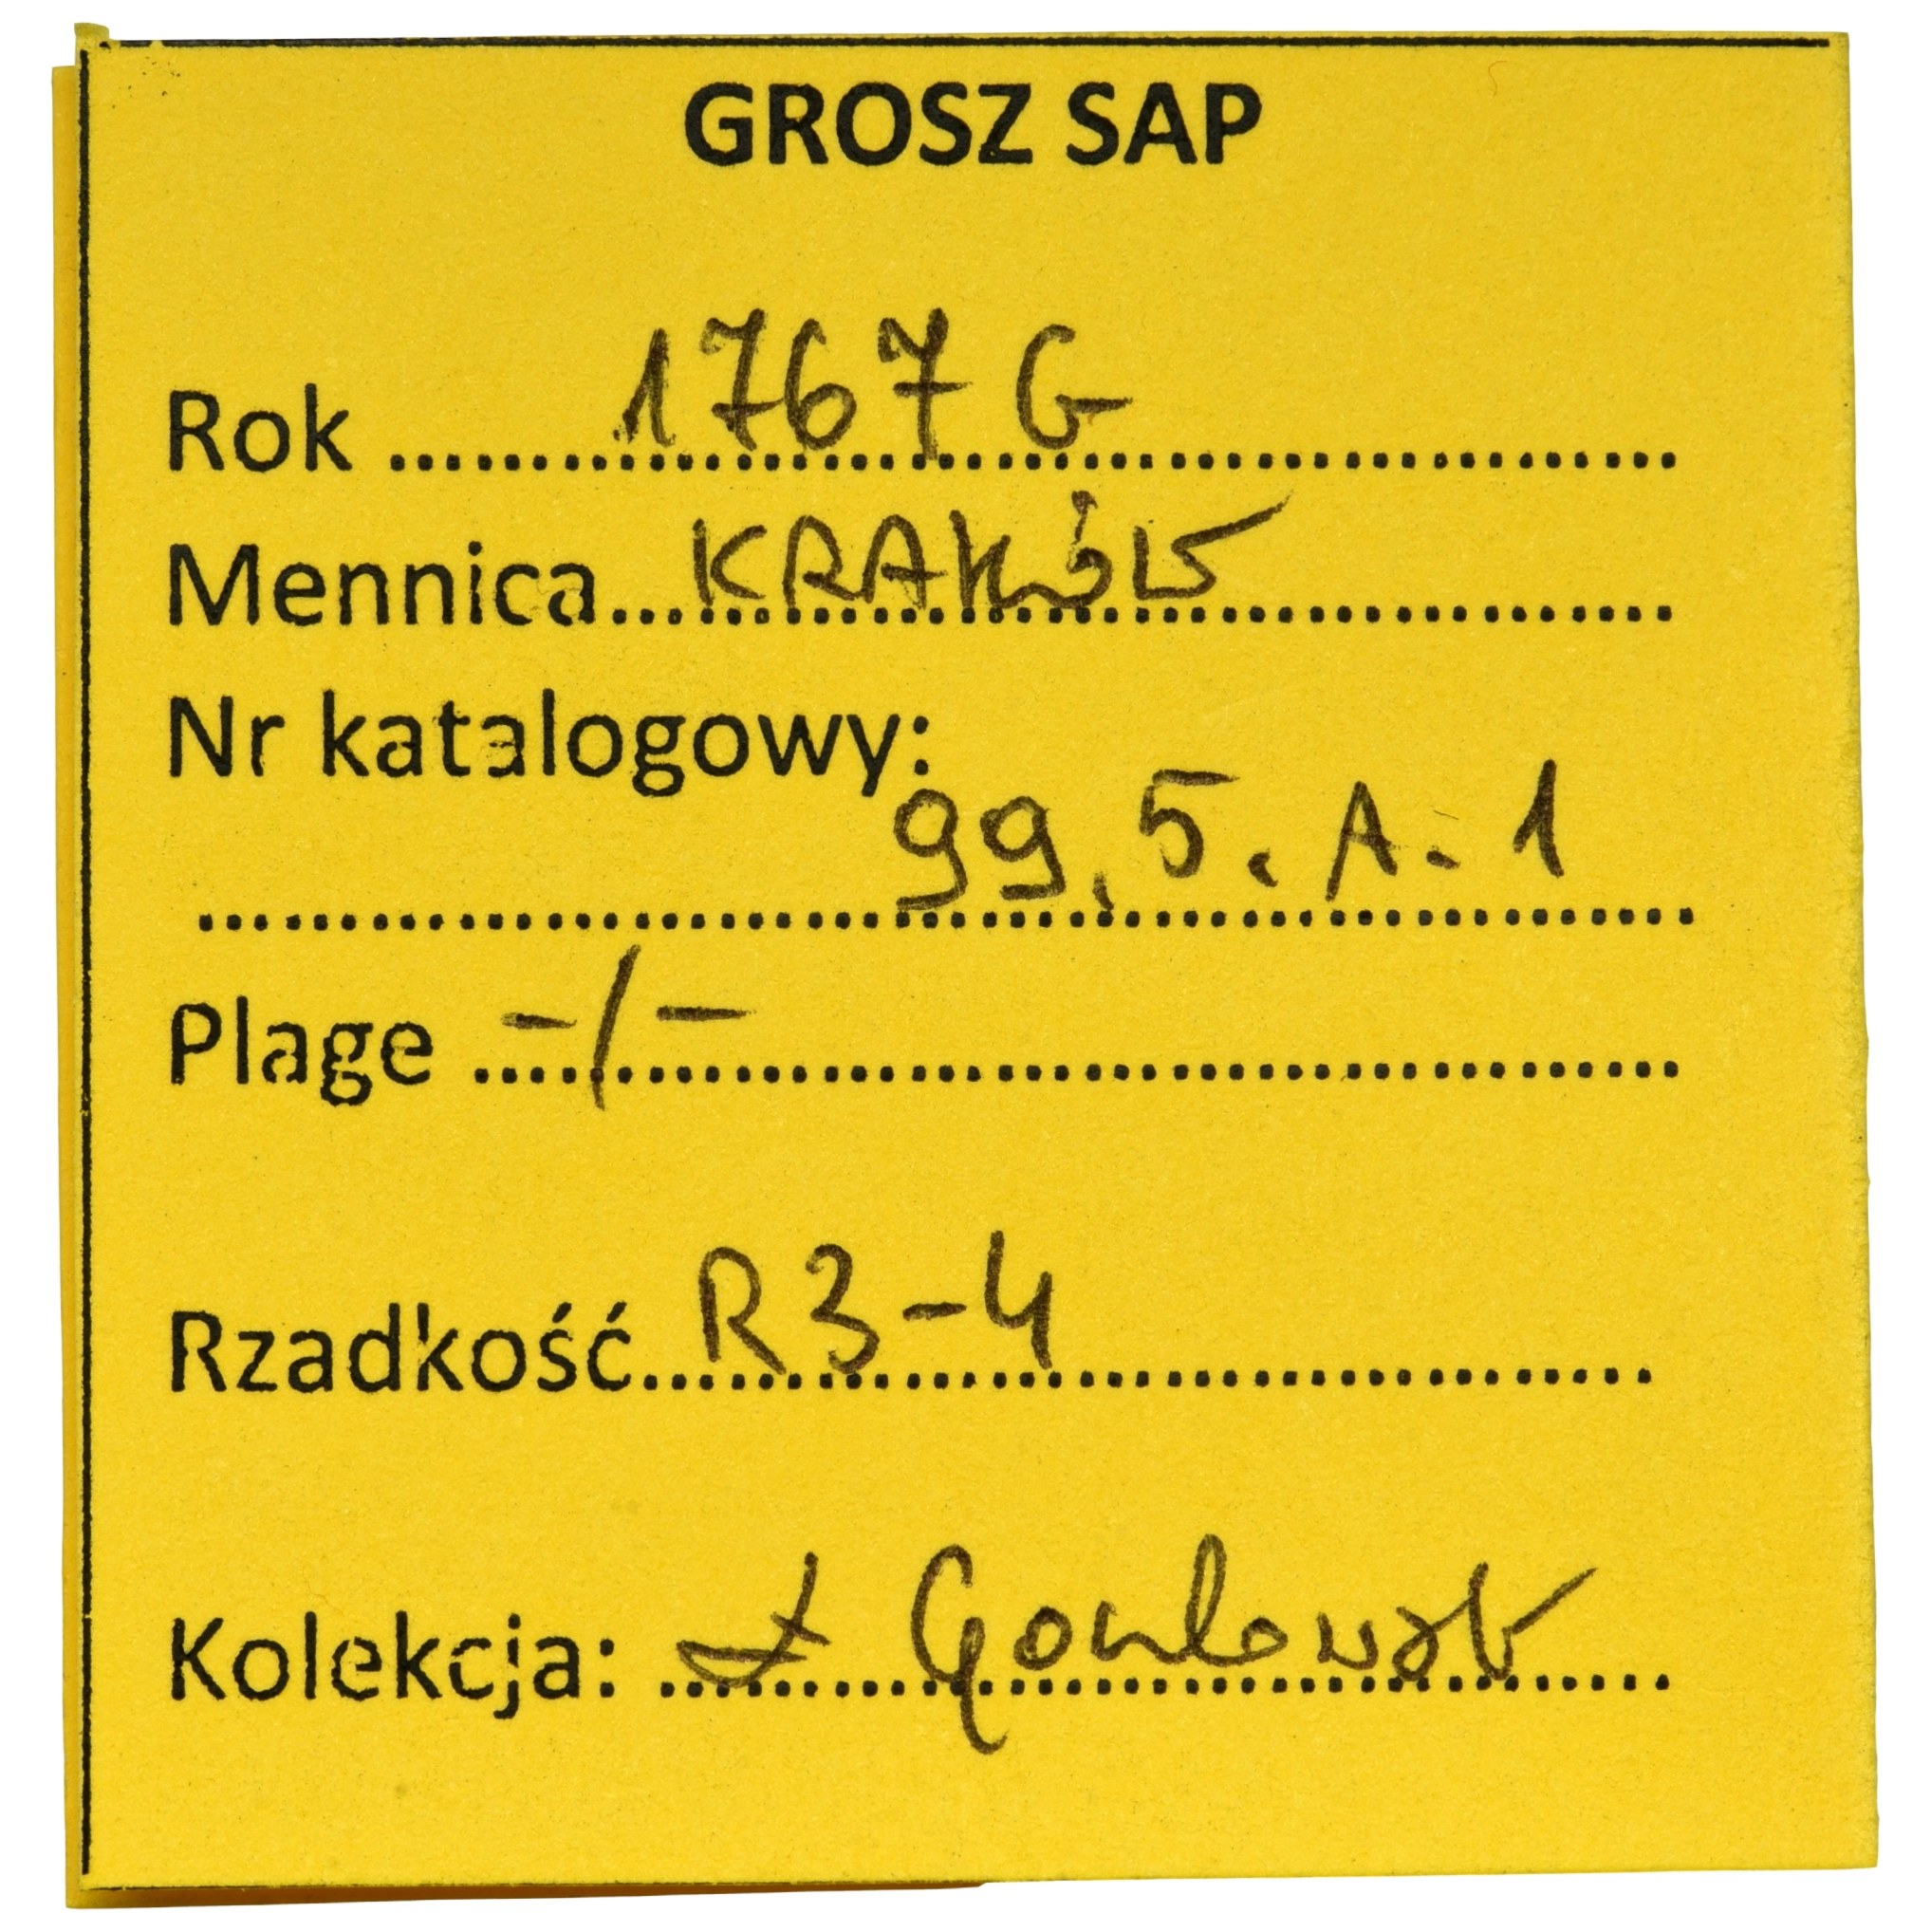 GROSZ SAP
Rok ........ 1767 G ........
Mennica... KRAKÓW ........
Nr katalogowy:
99.5.A.1
Plage -/-
Rzadkość... R3-4 ........
Kolekcja: